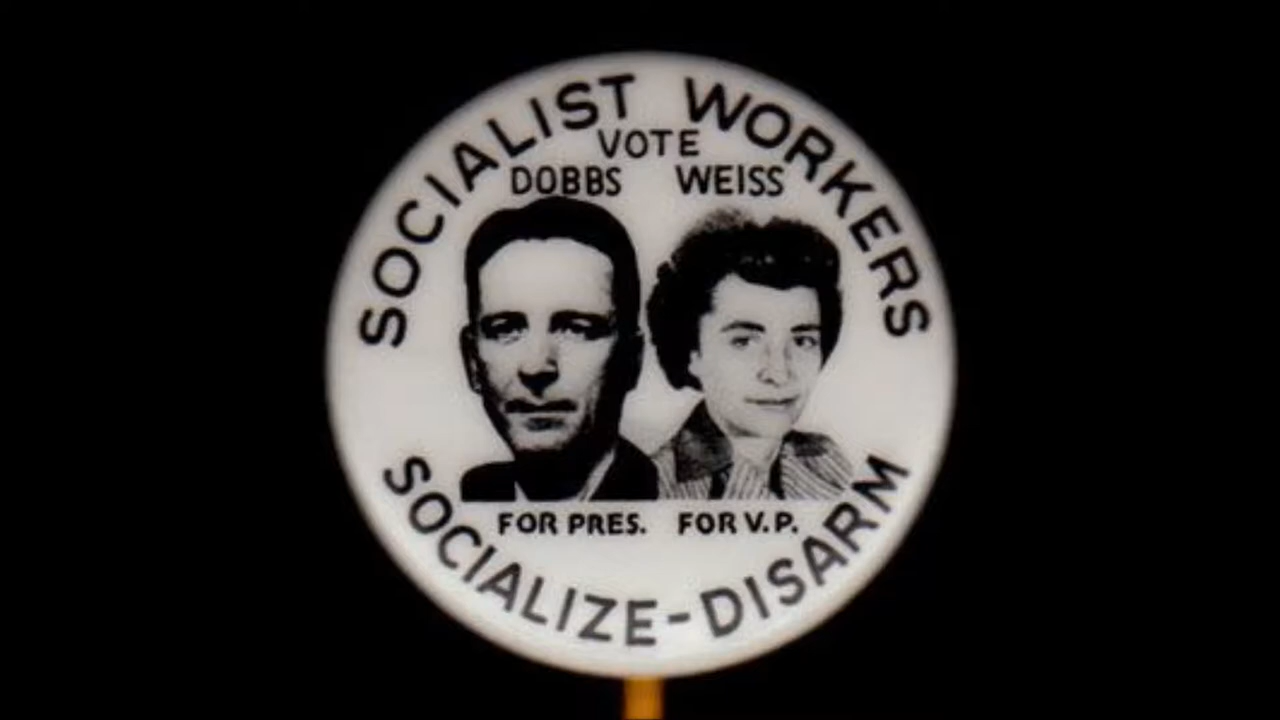 SOCIALIST WORKERS
VOTE
DOBBS WEISS
FOR PRES. FOR V.P.
SOCIALIZE-DISARM